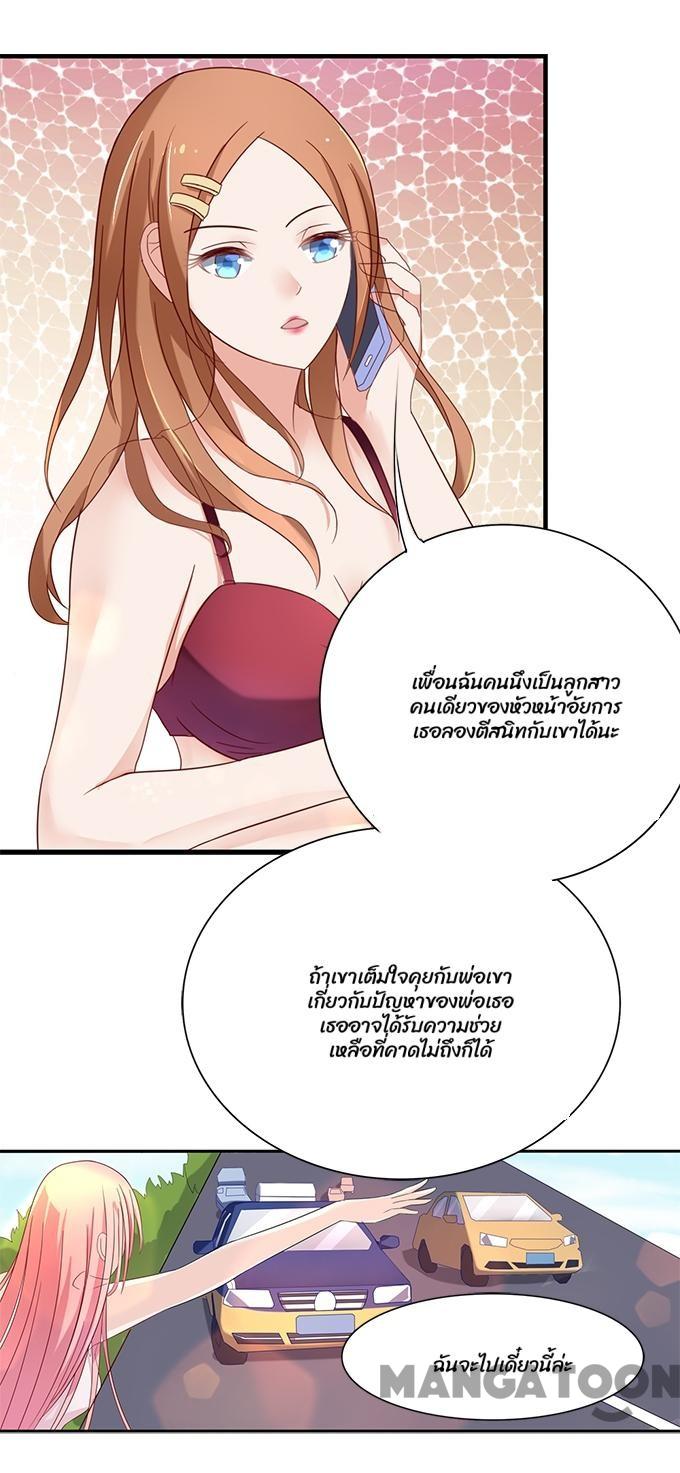 เพื่อนฉันคนนึงเป็นลูกสาว
คนเดียวของหัวหน้าอัยการ
เธอลองตีสนิทกับเขาได้นะ
ถ้าเขาเต็มใจคุยกับพ่อเขา
เกี่ยวกับปัญหาของพ่อเธอ
เธออาจได้รับความช่วย
เหลือที่คาดไม่ถึงก็ได้
ฉันจะไปเดี๋ยวนี้ล่ะ
MANGATOON